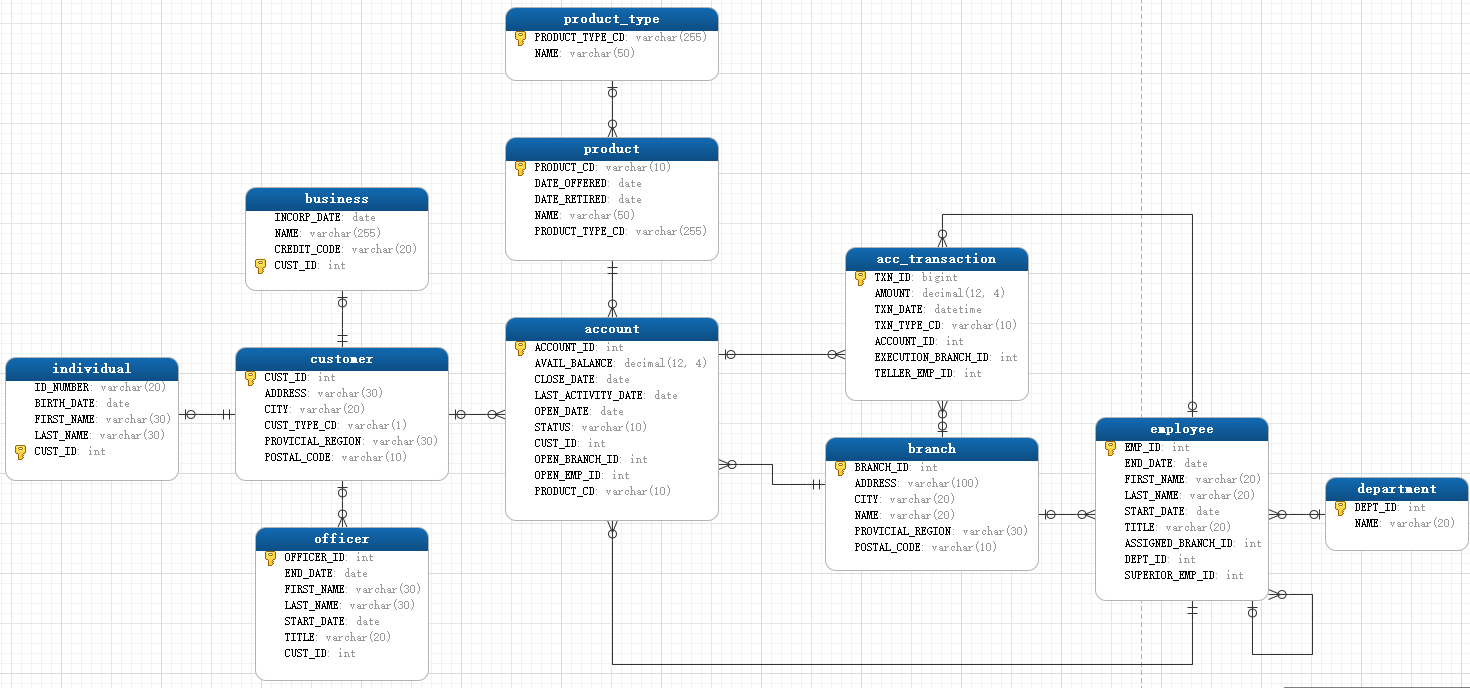 product_type
PRODUCT_TYPE_CD: varchar(255)
NAME: varchar(50)
product
PRODUCT_CD: varchar(10)
DATE_OFFERED: date
DATE_RETIRED: date
NAME: varchar(50)
PRODUCT_TYPE_CD: varchar(255)
business
INCORP_DATE: date
NAME: varchar(255)
CREDIT_CODE: varchar(20)
CUST_ID: int
acc_transaction
TXN_ID: bigint
AMOUNT: decimal(12, 4)
TXN_DATE: datetime
TXN_TYPE_CD: varchar(10)
ACCOUNT_ID: int
EXECUTION_BRANCH_ID: int
TELLER_EMP_ID: int
account
ACCOUNT_ID: int
AVAIL_BALANCE: decimal(12, 4)
CLOSE_DATE: date
LAST_ACTIVITY_DATE: date
OPEN_DATE: date
STATUS: varchar(10)
CUST_ID: int
OPEN_BRANCH_ID: int
OPEN_EMP_ID: int
PRODUCT_CD: varchar(10)
individual
ID_NUMBER: varchar(20)
BIRTH_DATE: date
FIRST_NAME: varchar(30)
LAST_NAME: varchar(30)
CUST_ID: int
customer
CUST_ID: int
ADDRESS: varchar(30)
CITY: varchar(20)
CUST_TYPE_CD: varchar(1)
PROVICIAL_REGION: varchar(30)
POSTAL_CODE: varchar(10)
branch
BRANCH_ID: int
ADDRESS: varchar(100)
CITY: varchar(20)
NAME: varchar(20)
PROVICIAL_REGION: varchar(30)
POSTAL_CODE: varchar(10)
employee
EMP_ID: int
END_DATE: date
FIRST_NAME: varchar(20)
LAST_NAME: varchar(20)
START_DATE: date
TITLE: varchar(20)
ASSIGNED_BRANCH_ID: int
DEPT_ID: int
SUPERIOR_EMP_ID: int
department
DEPT_ID: int
NAME: varchar(20)
officer
OFFICER_ID: int
END_DATE: date
FIRST_NAME: varchar(30)
LAST_NAME: varchar(30)
START_DATE: date
TITLE: varchar(20)
CUST_ID: int